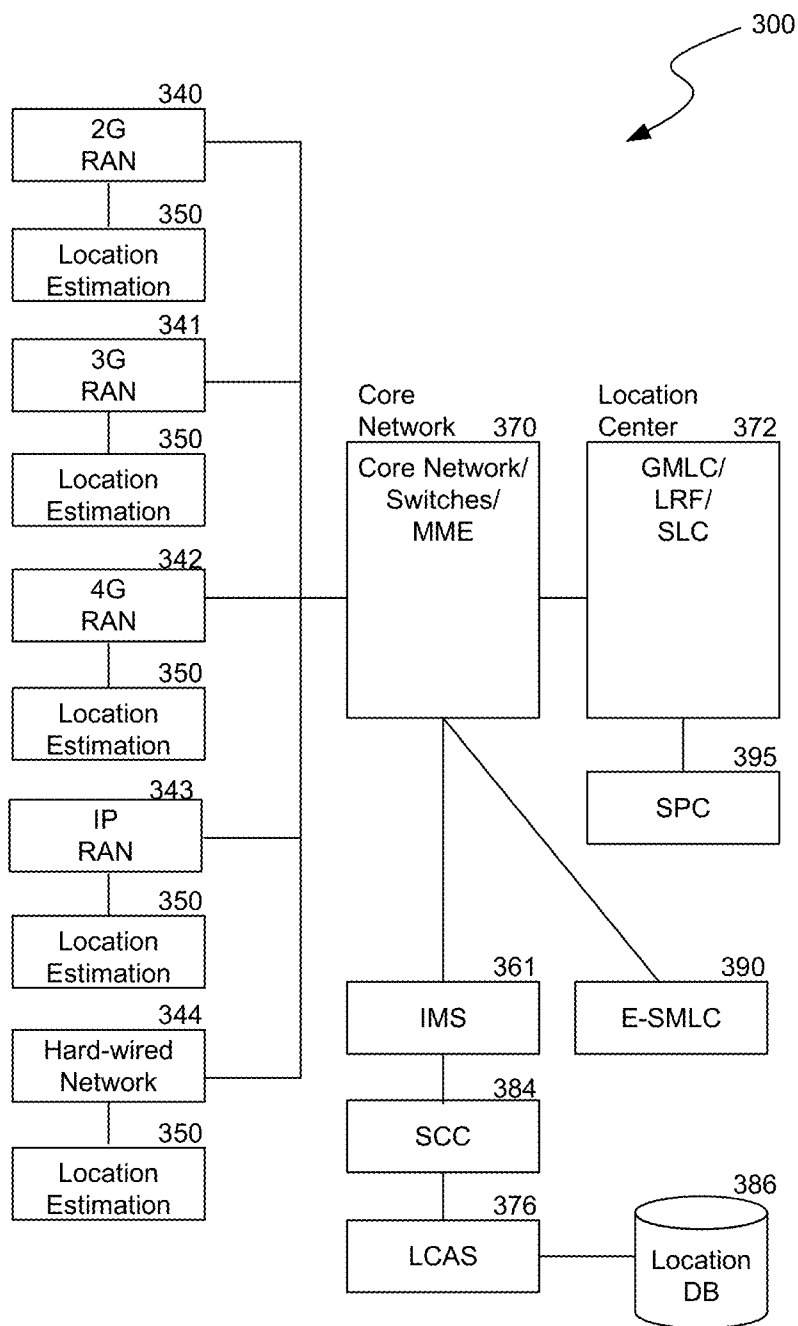 300
340
2G
RAN
350
Location
Estimation
341
3G
RAN
350
Location
Estimation
Core
Network 370
Core Network/
Switches/
MME
Location
Center 372
GMLC/
LRF/
SLC
342
4G
RAN
350
Location
Estimation
395
SPC
343
IP
RAN
350
Location
Estimation
361
IMS
390
E-SMLC
344
Hard-wired
Network
384
SCC
350
Location
Estimation
376
LCAS
386
Location
DB